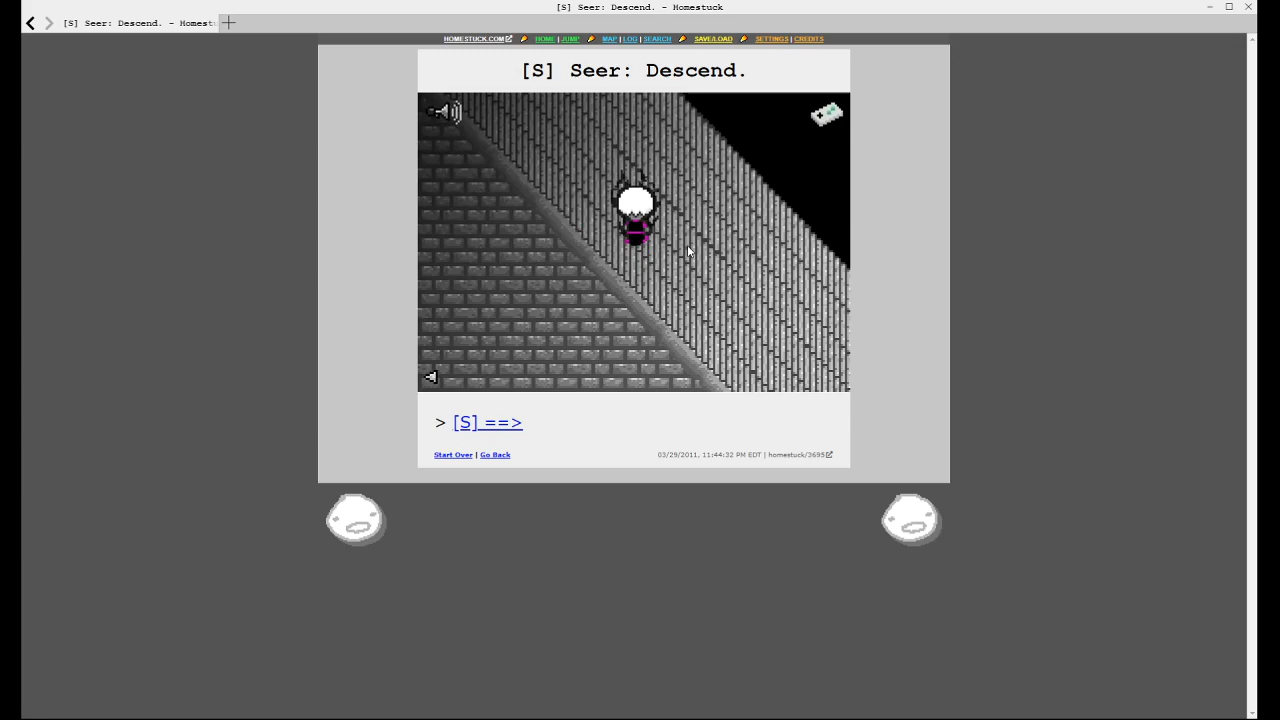 [S] Seer: Descend. - Homestuck
[S] Seer: Descend. - Homest
HOMESTUCK.COM HOME | JUMP MAP | LOG | SEARCH SAVE/LOAD SETTINGS | CREDITS
[S] Seer: Descend.
> [S] ==>
Start Over | Go Back 03/29/2011, 11:44:32 PM EDT | homestuck/3695